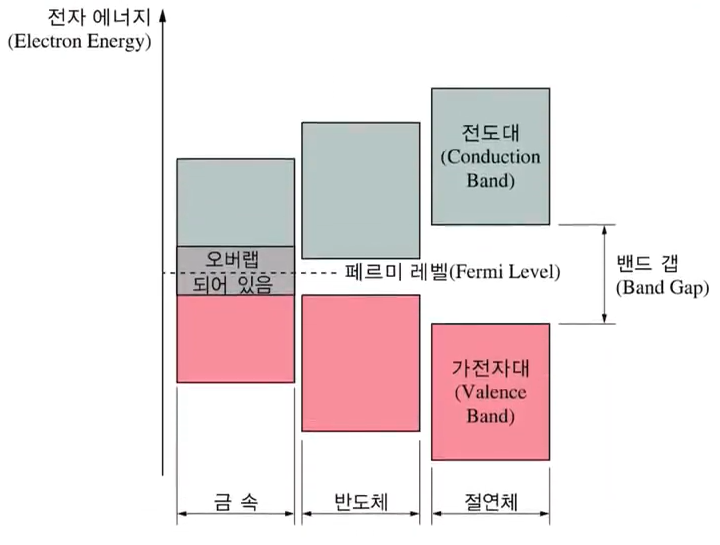 전자 에너지
(Electron Energy)
전도대
(Conduction
Band)
오버랩
되어 있음
페르미 레벨(Fermi Level)
밴드 갭
(Band Gap)
가전자대
(Valence
Band)
금 속
반도체
절연체